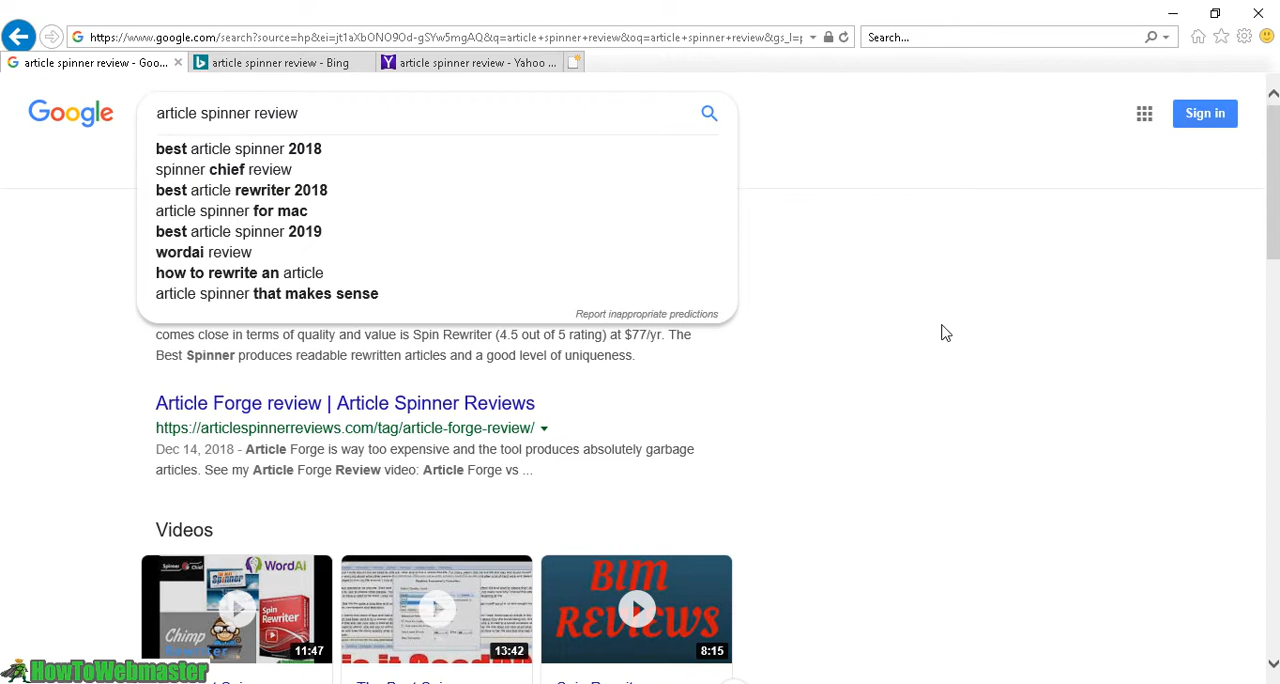 https://www.google.com/search?source=hp&ei=jt1aXbONO9Od-gSYw5mgAQ&q=article+spinner+review&oq=article+spinner+review&gs_l=p
Search...
article spinner review - Goo...
article spinner review - Bing
article spinner review - Yahoo ...
Google
article spinner review
Sign in
best article spinner 2018
spinner chief review
best article rewriter 2018
article spinner for mac
best article spinner 2019
wordai review
how to rewrite an article
article spinner that makes sense
Report inappropriate predictions
comes close in terms of quality and value is Spin Rewriter (4.5 out of 5 rating) at $77/yr. The
Best Spinner produces readable rewritten articles and a good level of uniqueness.
Article Forge review | Article Spinner Reviews
https://articlespinnerreviews.com/tag/article-forge-review/
Dec 14, 2018 - Article Forge is way too expensive and the tool produces absolutely garbage
articles. See my Article Forge Review video: Article Forge vs ...
Videos
Spinner Chief
WordAi
Spin Rewriter
Chimp Rewriter
11:47
is it Good
13:42
BIM REVIEWS
8:15
HowToWebmaster